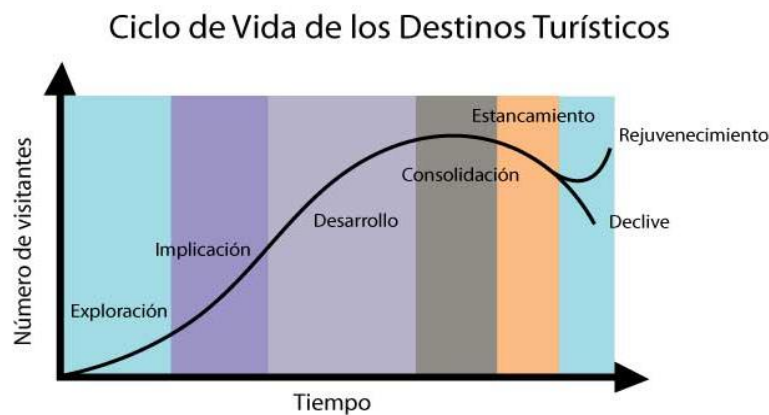 Ciclo de Vida de los Destinos Turísticos
Número de visitantes
Estancamiento
Rejuvenecimiento
Consolidación
Desarrollo
Declive
Implicación
Exploración
Tiempo